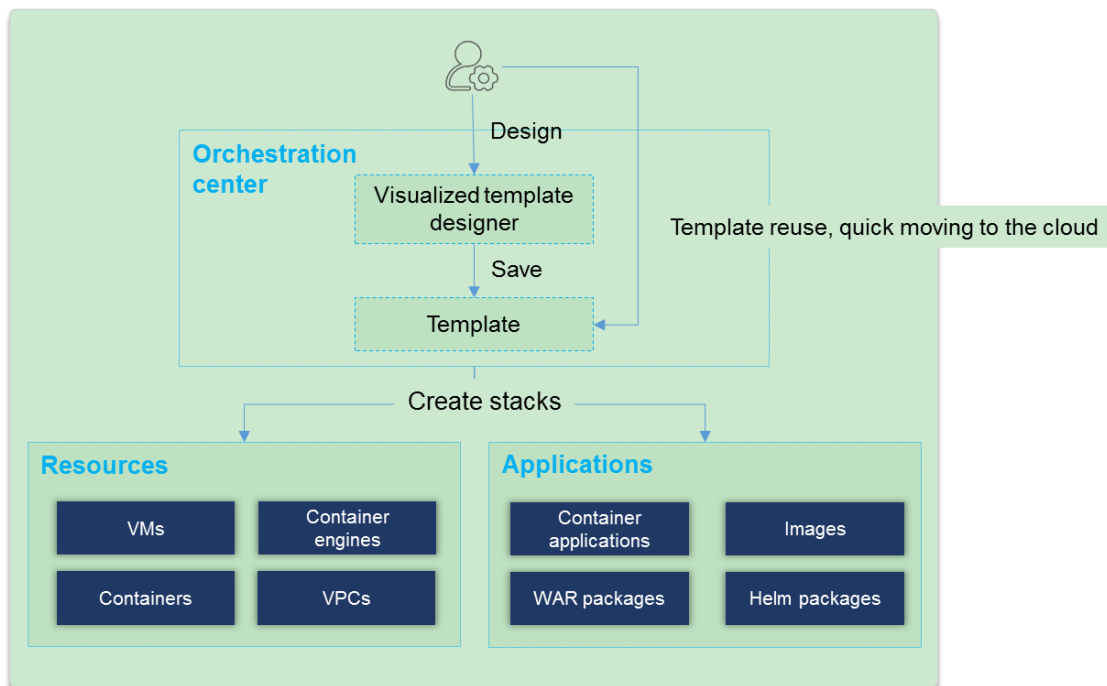 Design
Orchestration
center
Visualized template
designer
Template reuse, quick moving to the cloud
Save
Template
Create stacks
Resources
VMs
Container
engines
Containers
VPCs
Applications
Container
applications
Images
WAR packages
Helm packages